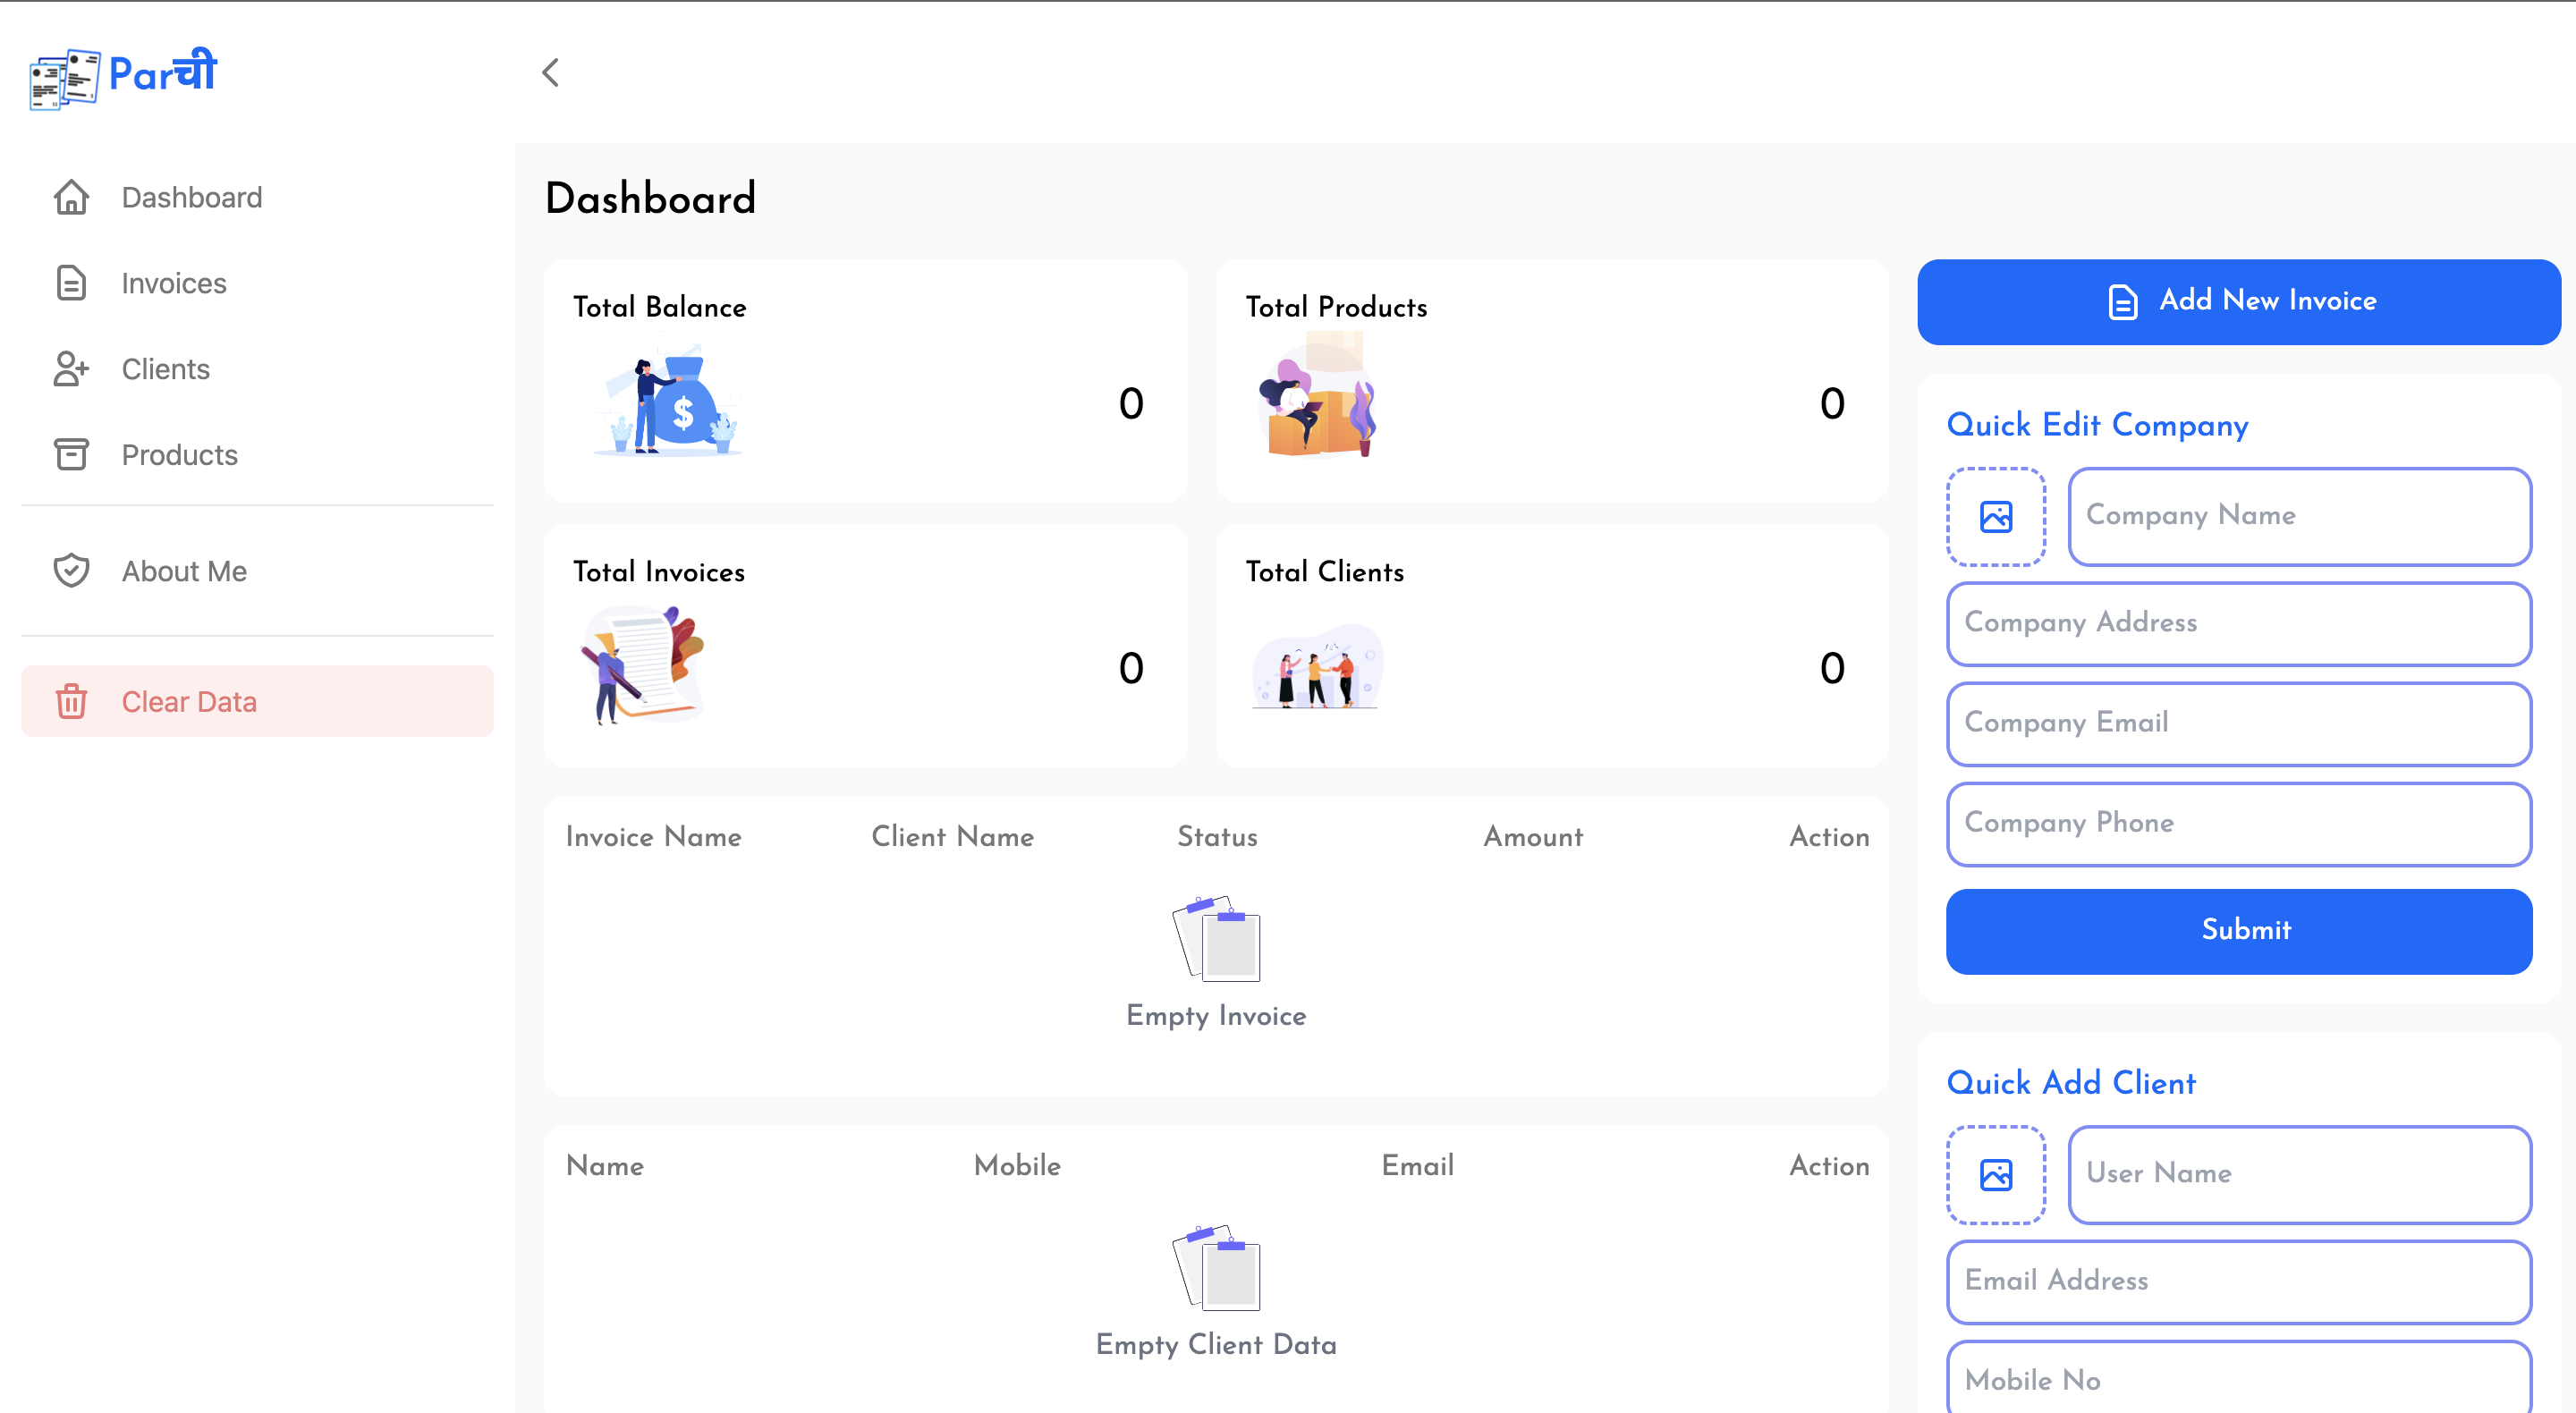 Parची
Dashboard
Invoices
Clients
Products
About Me
Clear Data
Dashboard
Total Balance
$
0
Total Products
0
Total Invoices
0
Total Clients
0
Invoice Name Client Name Status Amount Action
Empty Invoice
Name Mobile Email Action
Empty Client Data
Add New Invoice
Quick Edit Company
Company Name
Company Address
Company Email
Company Phone
Submit
Quick Add Client
User Name
Email Address
Mobile No